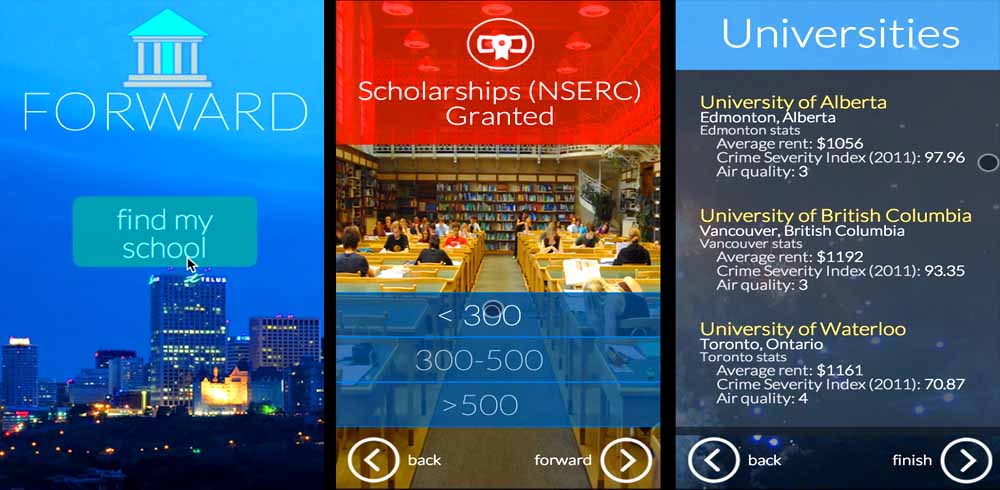 FORWARD
find my
school
TELUS
Scholarships (NSERC)
Granted
< 300
300-500
>500
back
forward
Universities
University of Alberta
Edmonton, Alberta
Edmonton stats
Average rent: $1056
Crime Severity Index (2011): 97.96
Air quality: 3
University of British Columbia
Vancouver, British Columbia
Vancouver stats
Average rent: $1192
Crime Severity Index (2011): 93.35
Air quality: 3
University of Waterloo
Toronto, Ontario
Toronto stats
Average rent: $1161
Crime Severity Index (2011): 70.87
Air quality: 4
back
finish